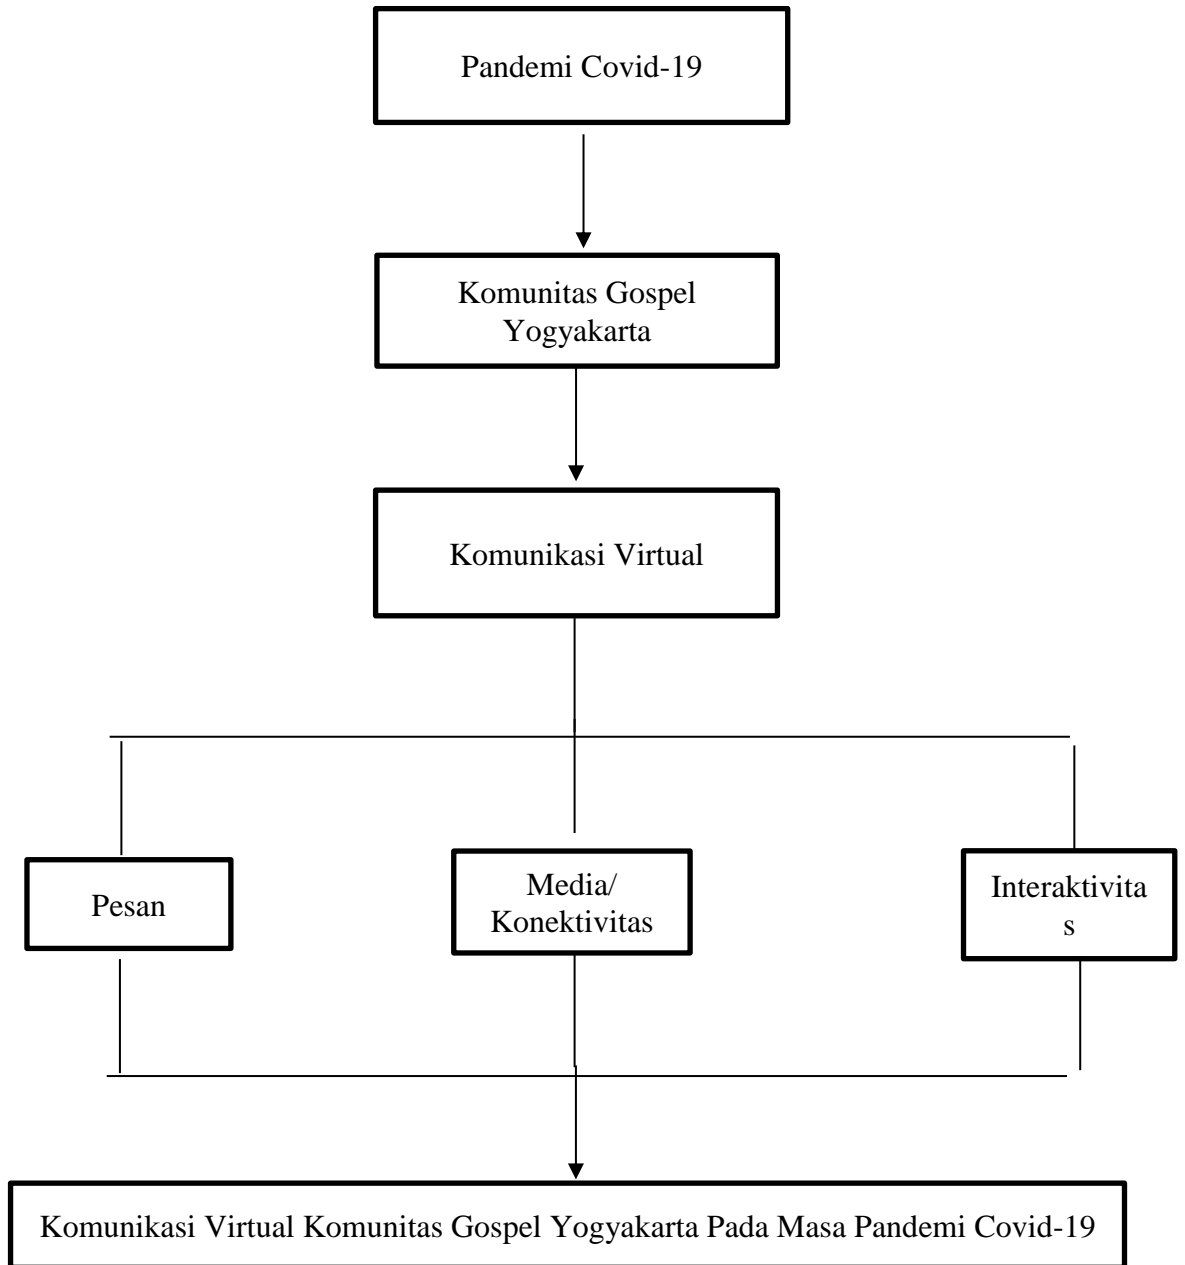 Pandemi Covid-19
Komunitas Gospel
Yogyakarta
Komunikasi Virtual
Pesan
Media/
Konektivitas
Interaktivita
s
Komunikasi Virtual Komunitas Gospel Yogyakarta Pada Masa Pandemi Covid-19